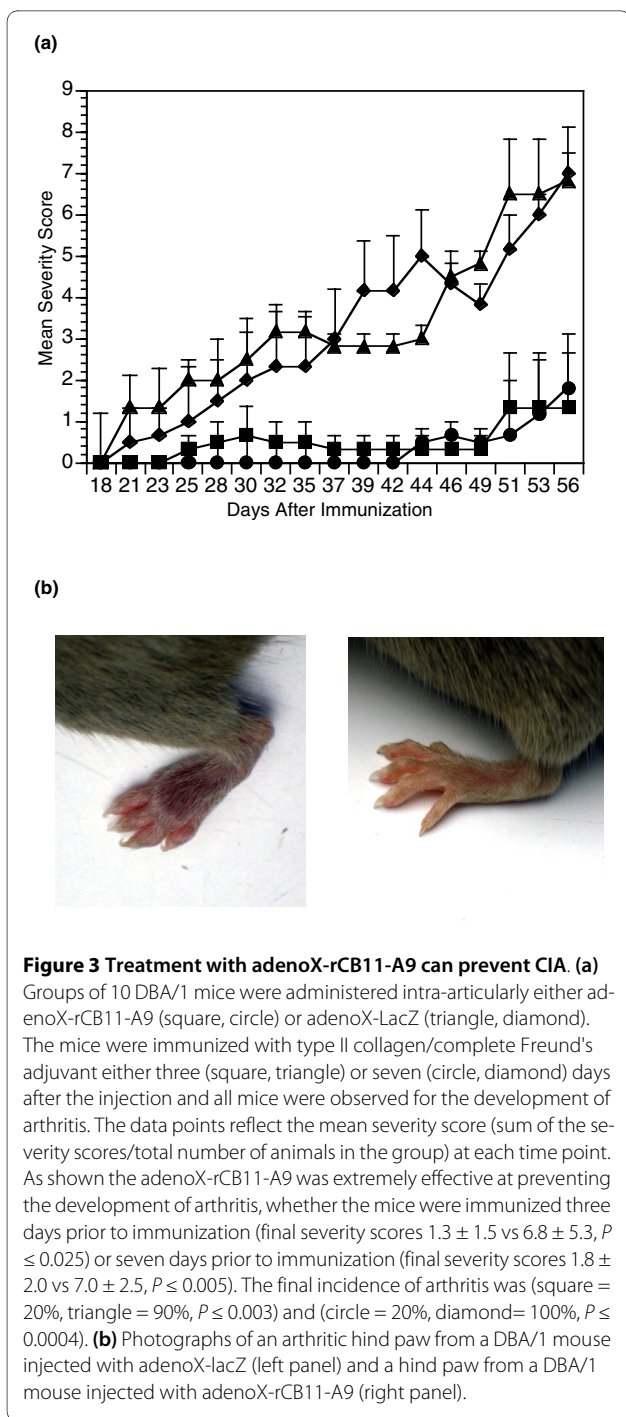 (a)
9
8
7
6
5
4
3
2
1
0
Mean Severity Score
18 21 23 25 28 30 32 35 37 39 42 44 46 49 51 53 56
Days After Immunization
(b)
Figure 3 Treatment with adenoX-rCB11-A9 can prevent CIA. (a)
Groups of 10 DBA/1 mice were administered intra-articularly either ad-
enoX-rCB11-A9 (square, circle) or adenoX-LacZ (triangle, diamond).
The mice were immunized with type II collagen/complete Freund's
adjuvant either three (square, triangle) or seven (circle, diamond) days
after the injection and all mice were observed for the development of
arthritis. The data points reflect the mean severity score (sum of the se-
verity scores/total number of animals in the group) at each time point.
As shown the adenoX-rCB11-A9 was extremely effective at preventing
the development of arthritis, whether the mice were immunized three
days prior to immunization (final severity scores 1.3 ± 1.5 vs 6.8 ± 5.3, P
≤ 0.025) or seven days prior to immunization (final severity scores 1.8 ±
2.0 vs 7.0 ± 2.5, P ≤ 0.005). The final incidence of arthritis was (square =
20%, triangle = 90%, P ≤ 0.003) and (circle = 20%, diamond= 100%, P ≤
0.0004). (b) Photographs of an arthritic hind paw from a DBA/1 mouse
injected with adenoX-lacZ (left panel) and a hind paw from a DBA/1
mouse injected with adenoX-rCB11-A9 (right panel).